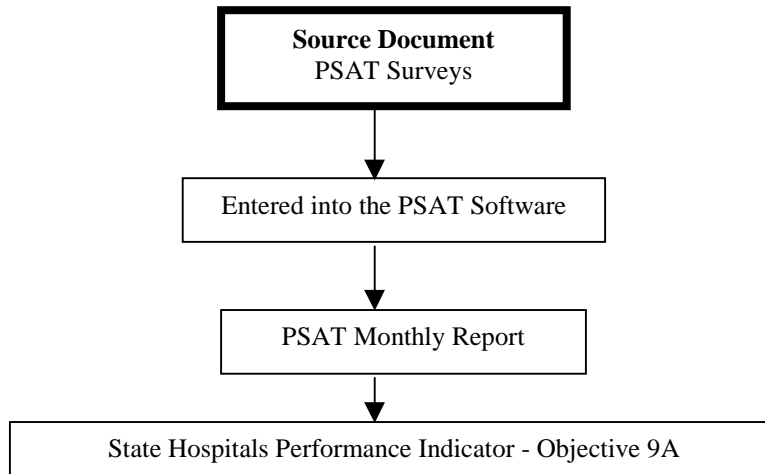 Source Document
PSAT Surveys
Entered into the PSAT Software
PSAT Monthly Report
State Hospitals Performance Indicator - Objective 9A